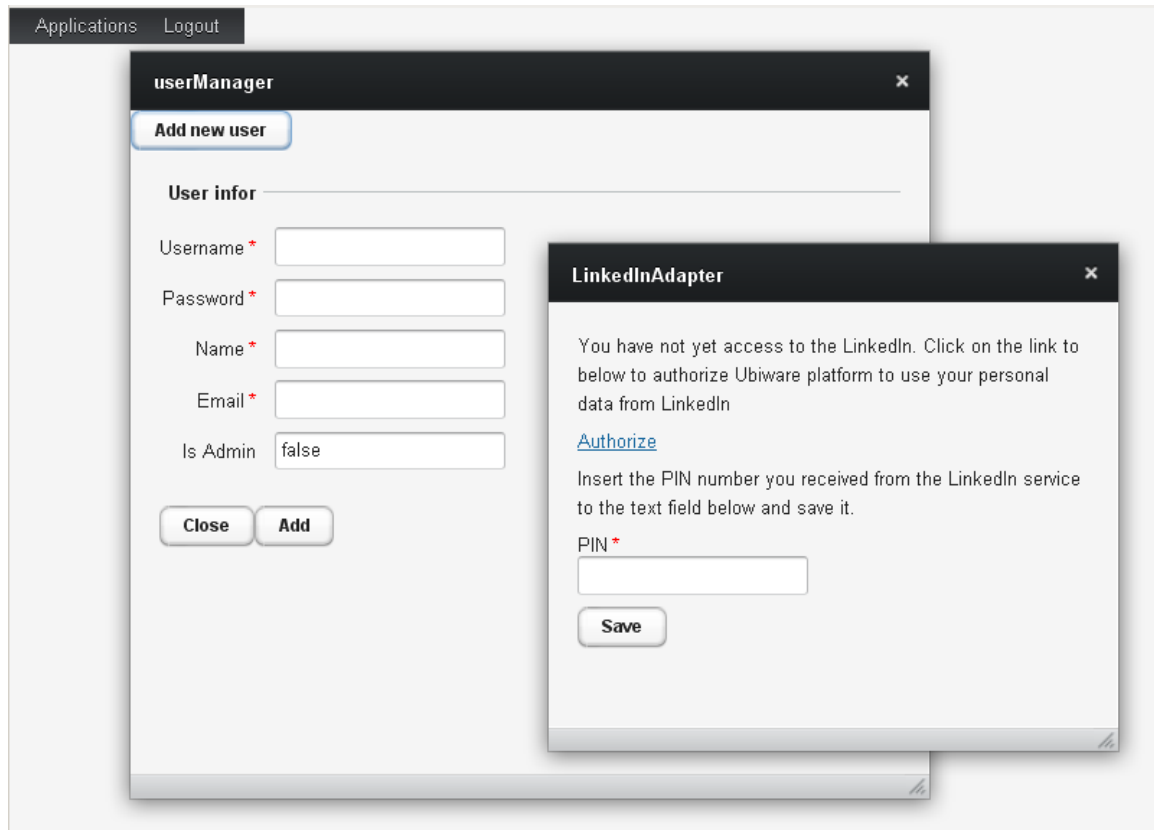 Applications Logout
userManager ×
Add new user
User infor
Username *
Password *
Name *
Email *
Is Admin false
Close Add
LinkedInAdapter ×
You have not yet access to the LinkedIn. Click on the link to
below to authorize Ubiware platform to use your personal
data from LinkedIn
Authorize
Insert the PIN number you received from the LinkedIn service
to the text field below and save it.
PIN *
Save